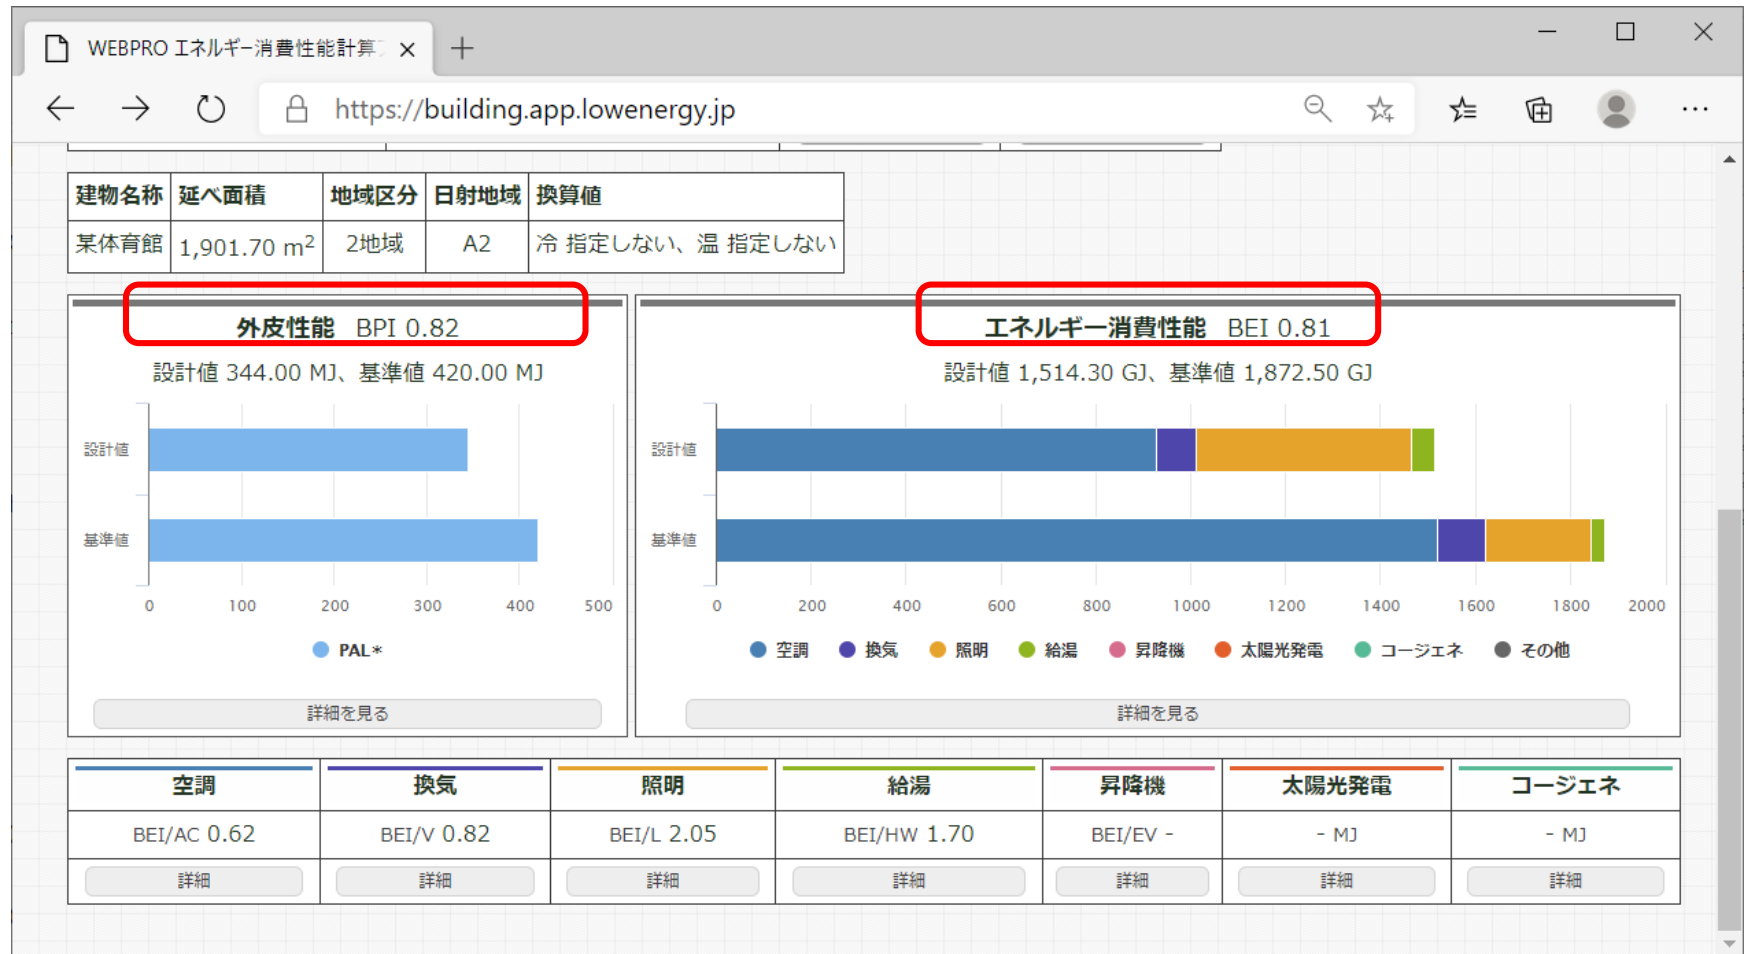 WEBPRO エネルギー消費性能計算
https://building.app.lowenergy.jp
建物名称 延べ面積 地域区分 日射地域 換算値
某体育館 1,901.70 m² 2地域 A2 冷 指定しない、温 指定しない
外皮性能 BPI 0.82
設計値 344.00 MJ、基準値 420.00 MJ
設計値
基準値
0 100 200 300 400 500
PAL*
詳細を見る
エネルギー消費性能 BEI 0.81
設計値 1,514.30 GJ、基準値 1,872.50 GJ
設計値
基準値
0 200 400 600 800 1000 1200 1400 1600 1800 2000
空調 換気 照明 給湯 昇降機 太陽光発電 コージェネ その他
詳細を見る
空調 換気 照明 給湯 昇降機 太陽光発電 コージェネ
BEI/AC 0.62 BEI/V 0.82 BEI/L 2.05 BEI/HW 1.70 BEI/EV - - MJ - MJ
詳細 詳細 詳細 詳細 詳細 詳細 詳細